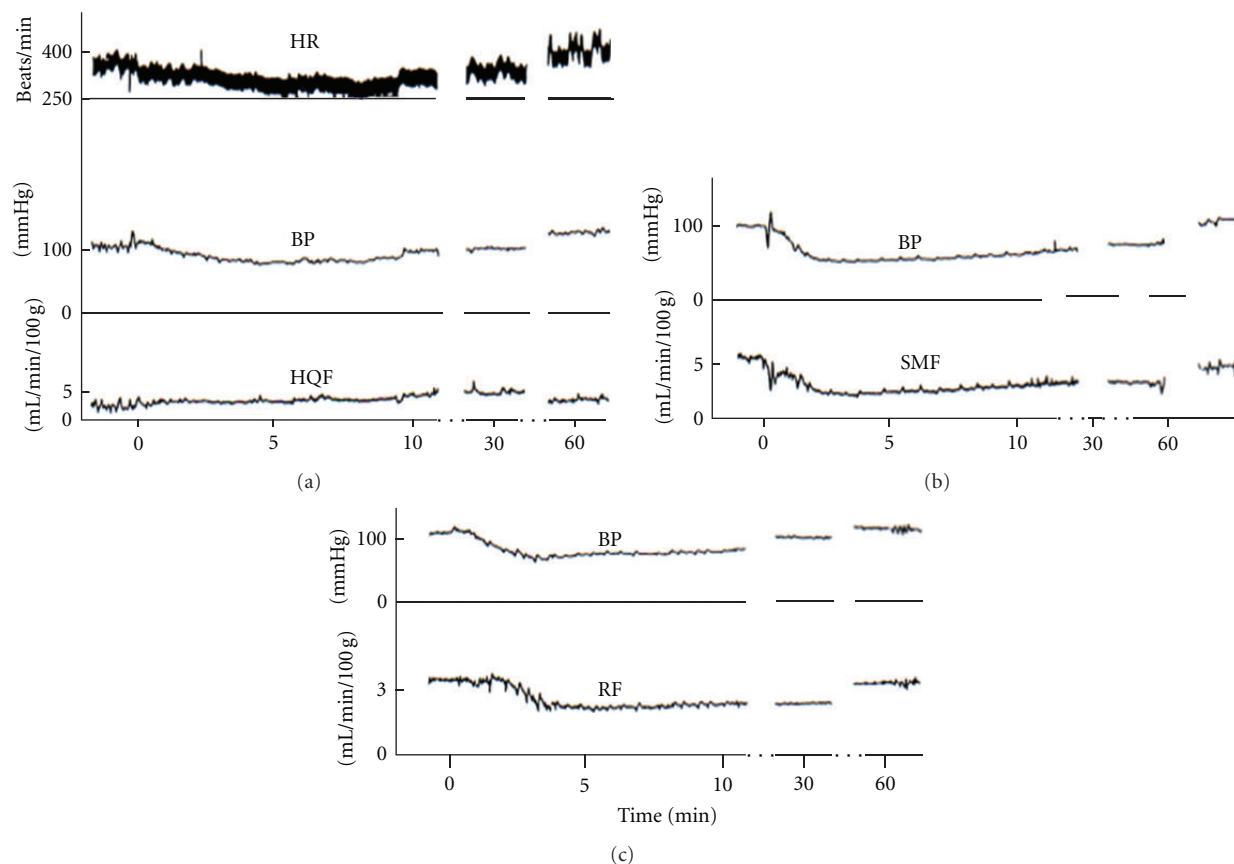 Beats/min
400
250
HR
(mmHg)
100
0
BP
(mL/min/100 g)
5
0
HQF
0 5 10 30 60
(a)
(mmHg)
100
0
BP
(mL/min/100 g)
5
0
SMF
0 5 10 30 60
(b)
(mmHg)
100
0
BP
(mL/min/100 g)
3
0
RF
0 5 10 30 60
Time (min)
(c)